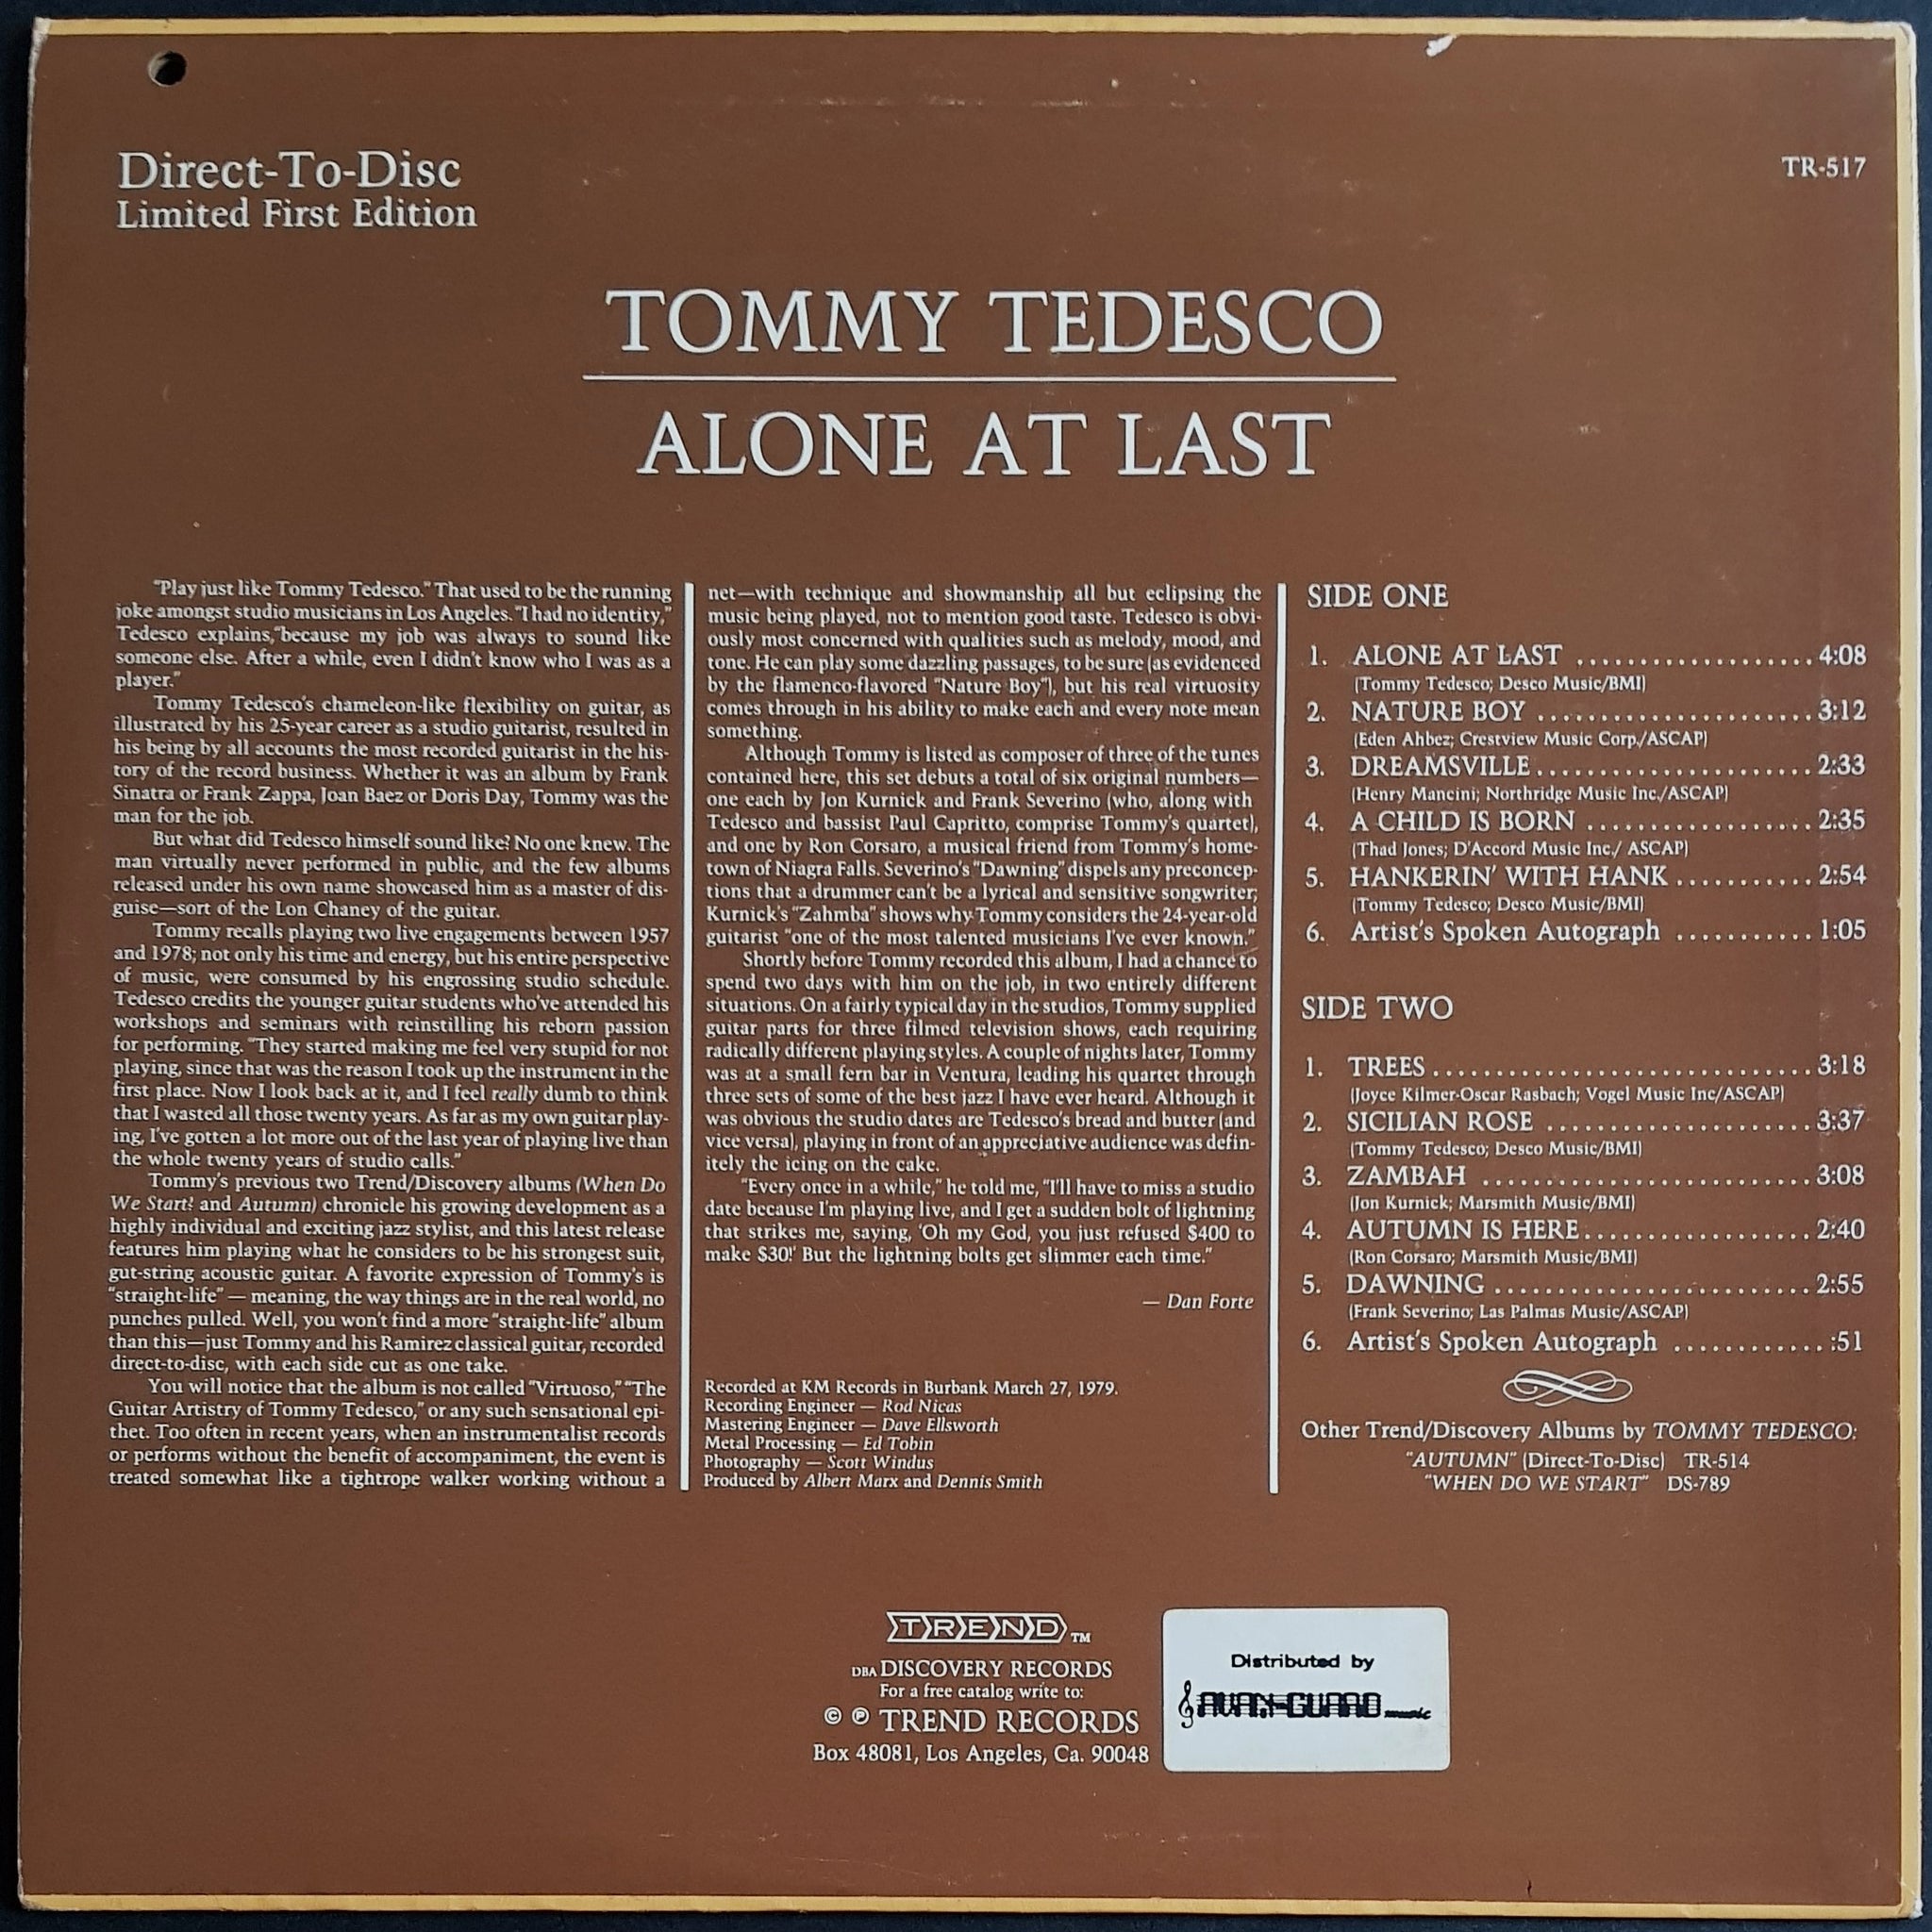 Direct-To-Disc
Limited First Edition
TR-517
TOMMY TEDESCO
ALONE AT LAST
"Play just like Tommy Tedesco." That used to be the running
joke amongst studio musicians in Los Angeles. "I had no identity,"
Tedesco explains, "because my job was always to sound like
someone else. After a while, even I didn't know who I was as a
player."
Tommy Tedesco's chameleon-like flexibility on guitar, as
illustrated by his 25-year career as a studio guitarist, resulted in
his being by all accounts the most recorded guitarist in the his-
tory of the record business. Whether it was an album by Frank
Sinatra or Frank Zappa, Joan Baez or Doris Day, Tommy was the
man for the job.
But what did Tedesco himself sound like? No one knew. The
man virtually never performed in public, and the few albums
released under his own name showcased him as a master of dis-
guise—sort of the Lon Chaney of the guitar.
Tommy recalls playing two live engagements between 1957
and 1978; not only his time and energy, but his entire perspective
of music, were consumed by his engrossing studio schedule.
Tedesco credits the younger guitar students who've attended his
workshops and seminars with reinstilling his reborn passion
for performing. "They started making me feel very stupid for not
playing, since that was the reason I took up the instrument in the
first place. Now I look back at it, and I feel really dumb to think
that I wasted all those twenty years. As far as my own guitar play-
ing, I've gotten a lot more out of the last year of playing live than
the whole twenty years of studio calls."
Tommy's previous two Trend/Discovery albums (When Do
We Start? and Autumn) chronicle his growing development as a
highly individual and exciting jazz stylist, and this latest release
features him playing what he considers to be his strongest suit,
gut-string acoustic guitar. A favorite expression of Tommy's is
"straight-life" — meaning, the way things are in the real world, no
punches pulled. Well, you won't find a more "straight-life" album
than this—just Tommy and his Ramirez classical guitar, recorded
direct-to-disc, with each side cut as one take.
You will notice that the album is not called "Virtuoso," "The
Guitar Artistry of Tommy Tedesco," or any such sensational epi-
thet. Too often in recent years, when an instrumentalist records
or performs without the benefit of accompaniment, the event is
treated somewhat like a tightrope walker working without a
net—with technique and showmanship all but eclipsing the
music being played, not to mention good taste. Tedesco is obvi-
ously most concerned with qualities such as melody, mood, and
tone. He can play some dazzling passages, to be sure (as evidenced
by the flamenco-flavored "Nature Boy"), but his real virtuosity
comes through in his ability to make each and every note mean
something.
Although Tommy is listed as composer of three of the tunes
contained here, this set debuts a total of six original numbers—
one each by Jon Kurnick and Frank Severino (who, along with
Tedesco and bassist Paul Capritto, comprise Tommy's quartet),
and one by Ron Corsaro, a musical friend from Tommy's home-
town of Niagra Falls. Severino's "Dawning" dispels any preconcep-
tions that a drummer can't be a lyrical and sensitive songwriter;
Kurnick's "Zahmba" shows why Tommy considers the 24-year-old
guitarist "one of the most talented musicians I've ever known."
Shortly before Tommy recorded this album, I had a chance to
spend two days with him on the job, in two entirely different
situations. On a fairly typical day in the studios, Tommy supplied
guitar parts for three filmed television shows, each requiring
radically different playing styles. A couple of nights later, Tommy
was at a small fern bar in Ventura, leading his quartet through
three sets of some of the best jazz I have ever heard. Although it
was obvious the studio dates are Tedesco's bread and butter (and
vice versa), playing in front of an appreciative audience was defin-
itely the icing on the cake.
"Every once in a while," he told me, "I'll have to miss a studio
date because I'm playing live, and I get a sudden bolt of lightning
that strikes me, saying, 'Oh my God, you just refused $400 to
make $30!' But the lightning bolts get slimmer each time."
— Dan Forte
Recorded at KM Records in Burbank March 27, 1979.
Recording Engineer — Rod Nicas
Mastering Engineer — Dave Ellsworth
Metal Processing — Ed Tobin
Photography — Scott Windus
Produced by Albert Marx and Dennis Smith
SIDE ONE
1. ALONE AT LAST .................... 4:08
(Tommy Tedesco; Desco Music/BMI)
2. NATURE BOY ....................... 3:12
(Eden Ahbez; Crestview Music Corp./ASCAP)
3. DREAMSVILLE ....................... 2:33
(Henry Mancini; Northridge Music Inc./ASCAP)
4. A CHILD IS BORN ................... 2:35
(Thad Jones; D'Accord Music Inc./ ASCAP)
5. HANKERIN' WITH HANK ........... 2:54
(Tommy Tedesco; Desco Music/BMI)
6. Artist's Spoken Autograph ........... 1:05
SIDE TWO
1. TREES ................................ 3:18
(Joyce Kilmer-Oscar Rasbach; Vogel Music Inc/ASCAP)
2. SICILIAN ROSE ...................... 3:37
(Tommy Tedesco; Desco Music/BMI)
3. ZAMBAH ............................ 3:08
(Jon Kurnick; Marsmith Music/BMI)
4. AUTUMN IS HERE ................... 2:40
(Ron Corsaro; Marsmith Music/BMI)
5. DAWNING ........................... 2:55
(Frank Severino; Las Palmas Music/ASCAP)
6. Artist's Spoken Autograph ............ :51
Other Trend/Discovery Albums by TOMMY TEDESCO:
"AUTUMN" (Direct-To-Disc) TR-514
"WHEN DO WE START" DS-789
TREND TM
DBA DISCOVERY RECORDS
For a free catalog write to:
© ℗ TREND RECORDS
Box 48081, Los Angeles, Ca. 90048
Distributed by
AVAN-GUARD music